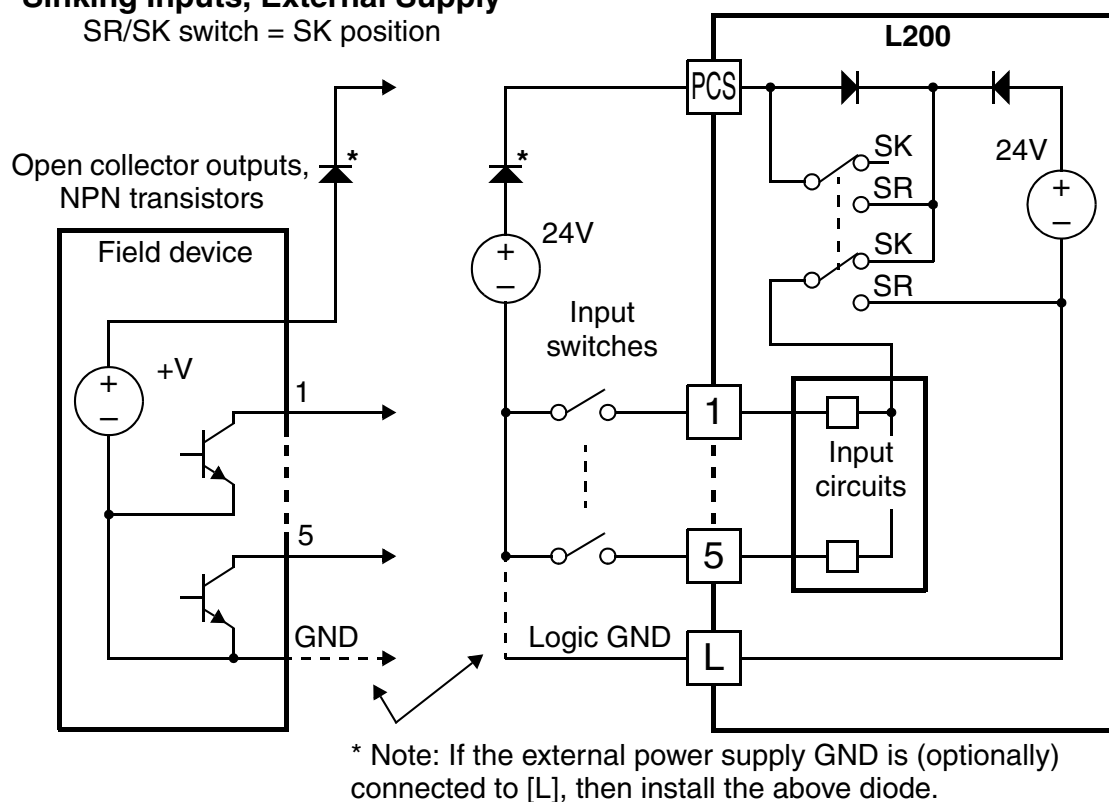 Sinking Inputs, External Supply
SR/SK switch = SK position
L200
PCS
*
*
Open collector outputs,
NPN transistors
SK
24V
+
–
SR
Field device
24V
+
–
SK
SR
Input
switches
+V
+
–
1
1
Input
circuits
5
5
GND
Logic GND
L
* Note: If the external power supply GND is (optionally)
connected to [L], then install the above diode.